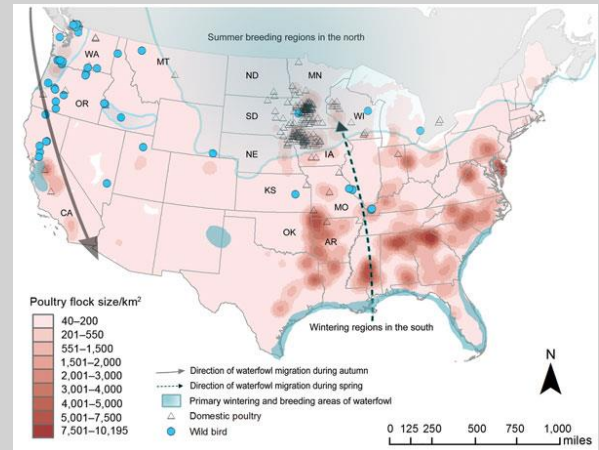 Summer breeding regions in the north
WA
MT
ND
MN
OR
SD
WI
NE
IA
KS
MO
CA
OK
AR
Wintering regions in the south
Poultry flock size/km²
40–200
201–550
551–1,500
1,501–2,000
2,001–3,000
3,001–4,000
4,001–5,000
5,001–7,500
7,501–10,195
Direction of waterfowl migration during autumn
Direction of waterfowl migration during spring
Primary wintering and breeding areas of waterfowl
Domestic poultry
Wild bird
N
0 125 250 500 750 1,000
miles